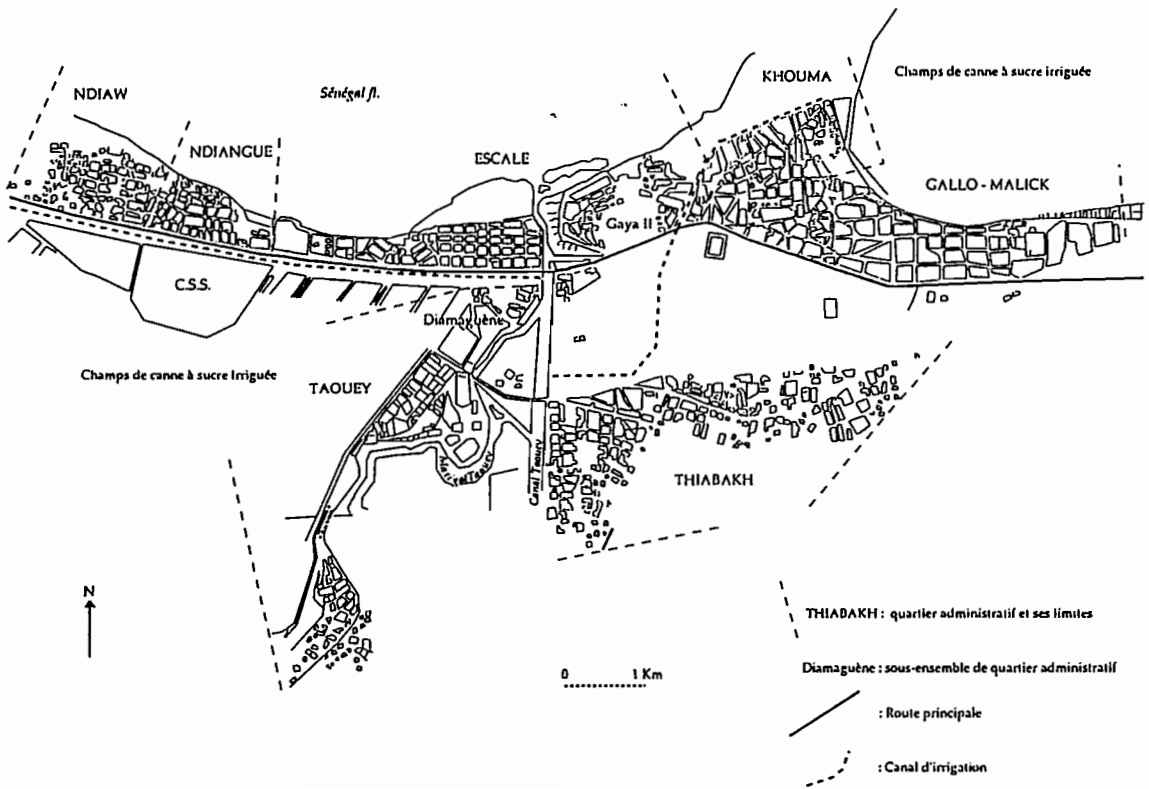 KHOUMA
Champs de canne à sucre irriguée
NDIAW
Sénégal fl.
NDIANGUE
ESCALE
GALLO - MALICK
Gaya II
C.S.S.
Diamaguène
Champs de canne à sucre Irriguée
TAOUEY
Taouey
Canal Taouey
THIABAKH
N
THIABAKH : quartier administratif et ses limites
Diamaguène : sous-ensemble de quartier administratif
0 1 Km
: Route principale
: Canal d'irrigation